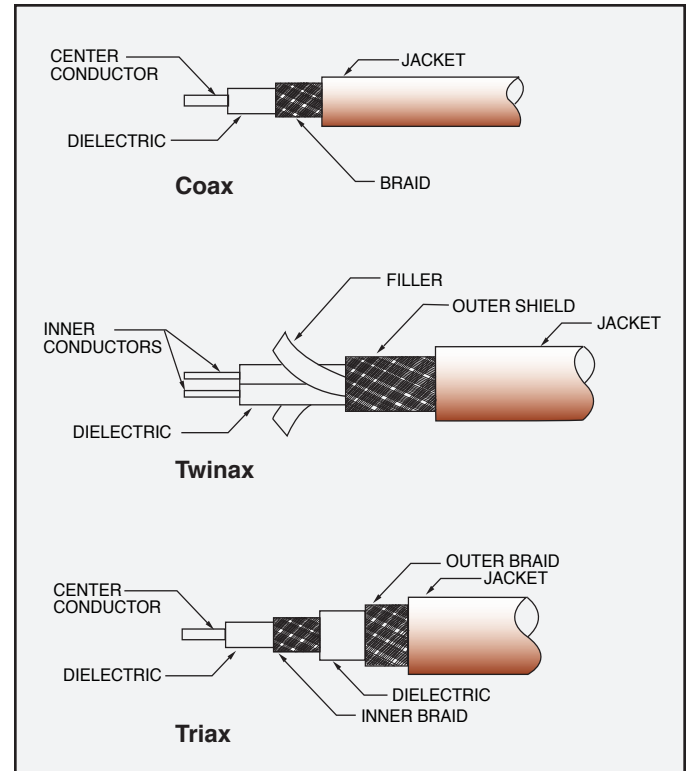 CENTER
CONDUCTOR
JACKET
DIELECTRIC
BRAID
Coax
FILLER
OUTER SHIELD
JACKET
INNER
CONDUCTORS
DIELECTRIC
Twinax
OUTER BRAID
JACKET
CENTER
CONDUCTOR
DIELECTRIC
DIELECTRIC
INNER BRAID
Triax